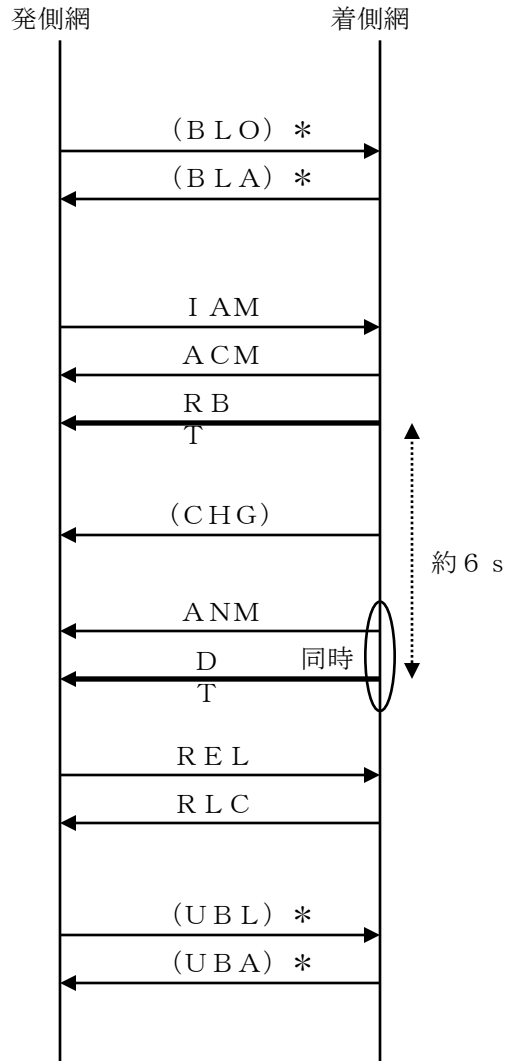 発側網 着側網
（ＢＬＯ）＊
（ＢＬＡ）＊
ＩＡＭ
ＡＣＭ
ＲＢ
Ｔ
（ＣＨＧ）
約６ｓ
ＡＮＭ
Ｄ 同時
Ｔ
ＲＥＬ
ＲＬＣ
（ＵＢＬ）＊
（ＵＢＡ）＊